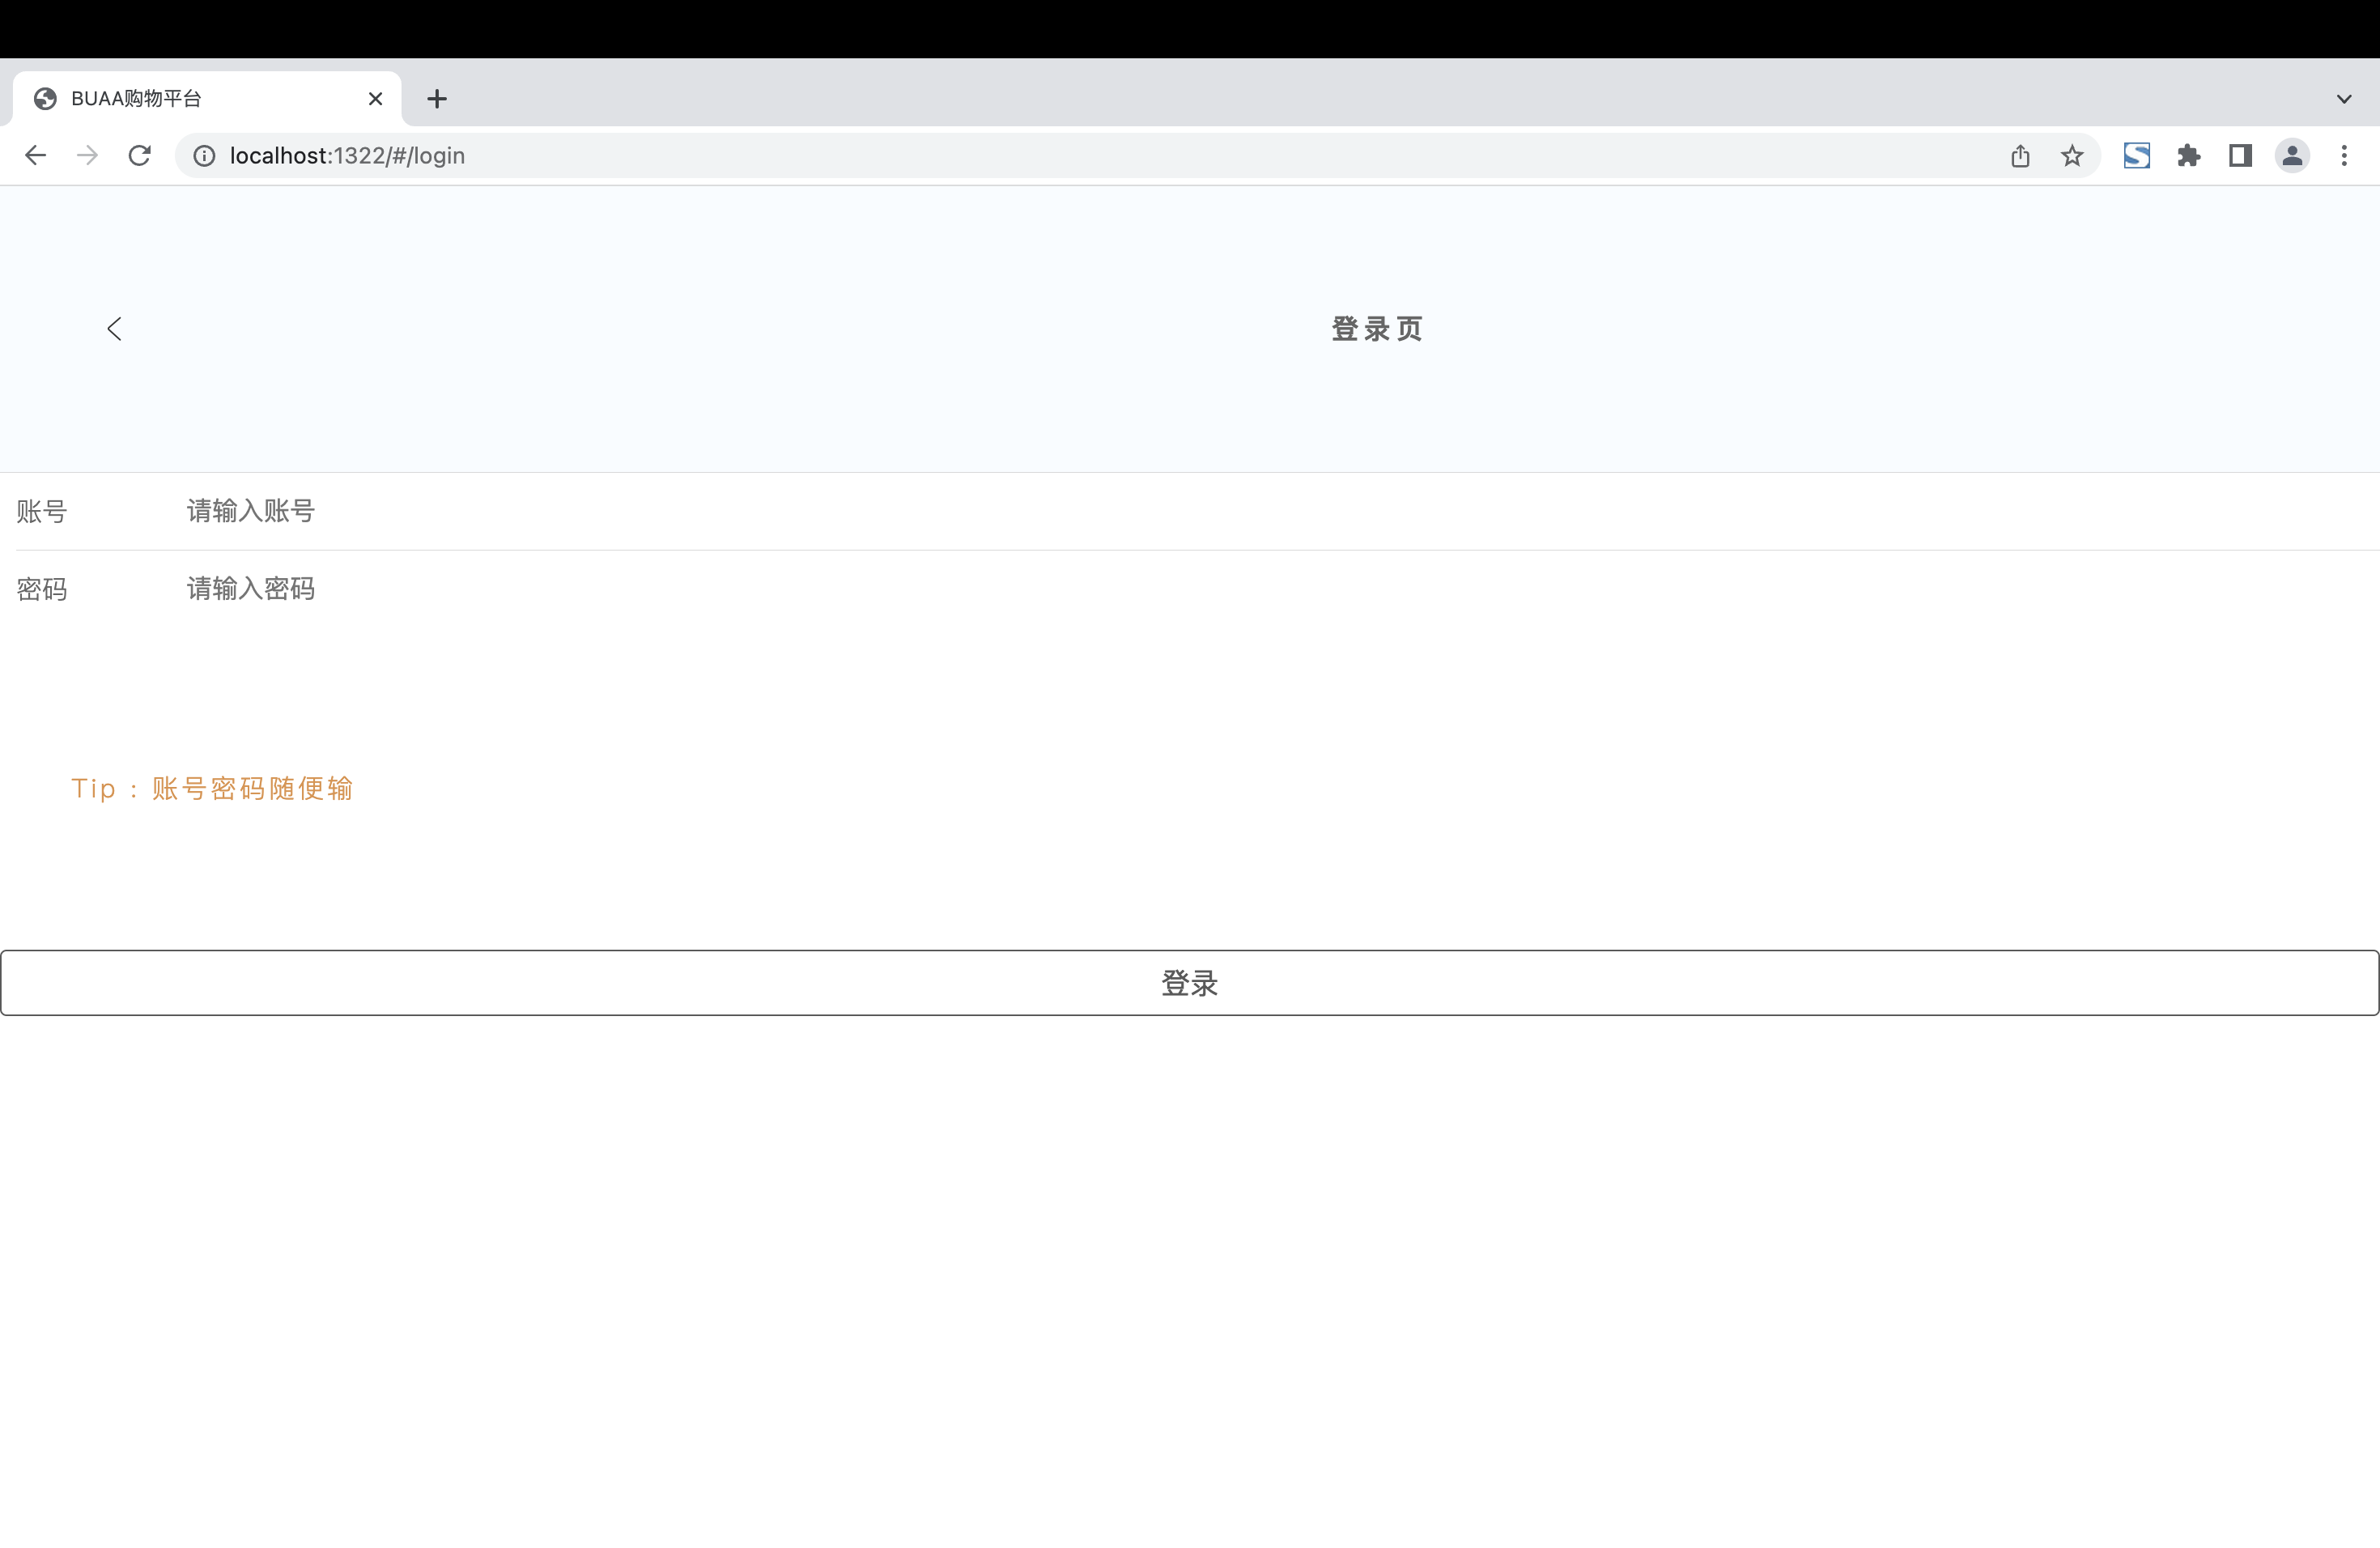 BUAA购物平台
localhost:1322/#/login
登录页
账号 请输入账号
密码 请输入密码
Tip : 账号密码随便输
登录